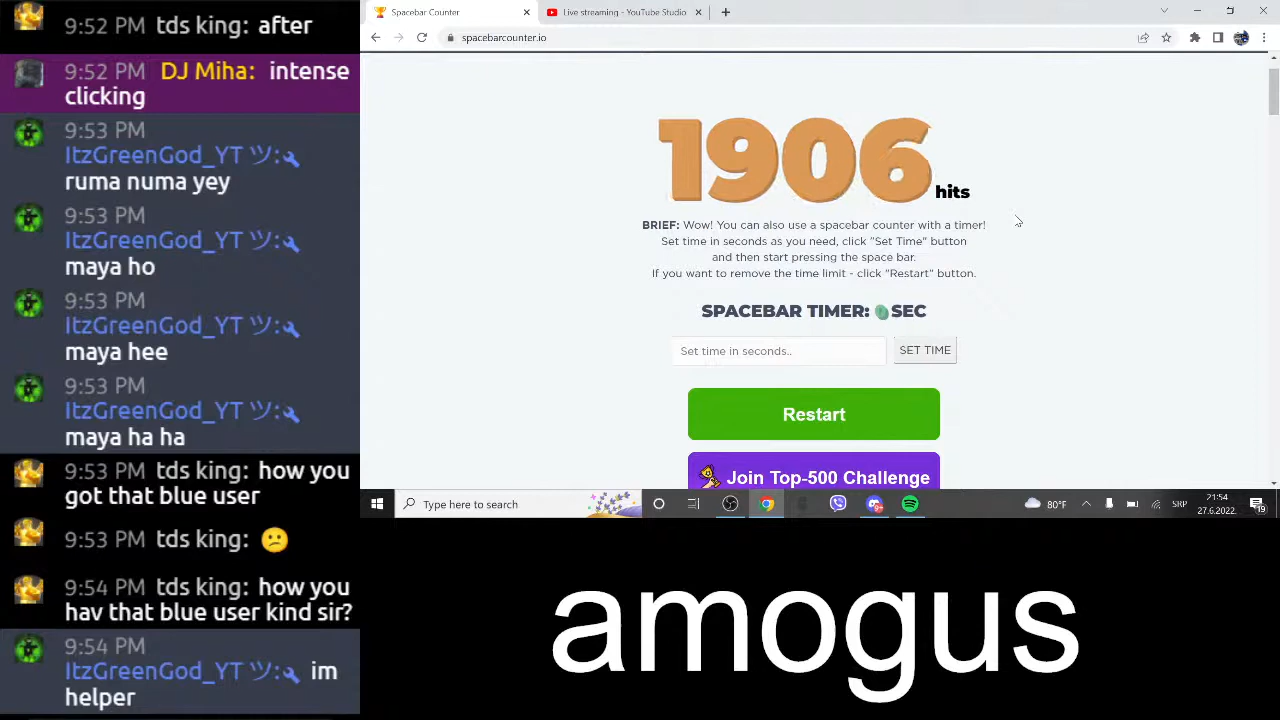 9:52 PM tds king: after
9:52 PM DJ Miha: intense
clicking
9:53 PM
ItzGreenGod_YT ツ:
ruma numa yey
9:53 PM
ItzGreenGod_YT ツ:
maya ho
9:53 PM
ItzGreenGod_YT ツ:
maya hee
9:53 PM
ItzGreenGod_YT ツ:
maya ha ha
9:53 PM tds king: how you
got that blue user
9:53 PM tds king: 😕
9:54 PM tds king: how you
hav that blue user kind sir?
9:54 PM
ItzGreenGod_YT ツ: im
helper
Spacebar Counter
Live streaming - YouTube Studio
spacebarcounter.io
1906 hits
BRIEF: Wow! You can also use a spacebar counter with a timer!
Set time in seconds as you need, click "Set Time" button
and then start pressing the space bar.
If you want to remove the time limit - click "Restart" button.
SPACEBAR TIMER: SEC
Set time in seconds..
SET TIME
Restart
Join Top-500 Challenge
Type here to search
80°F
SRP
21:54
27.6.2022.
amogus